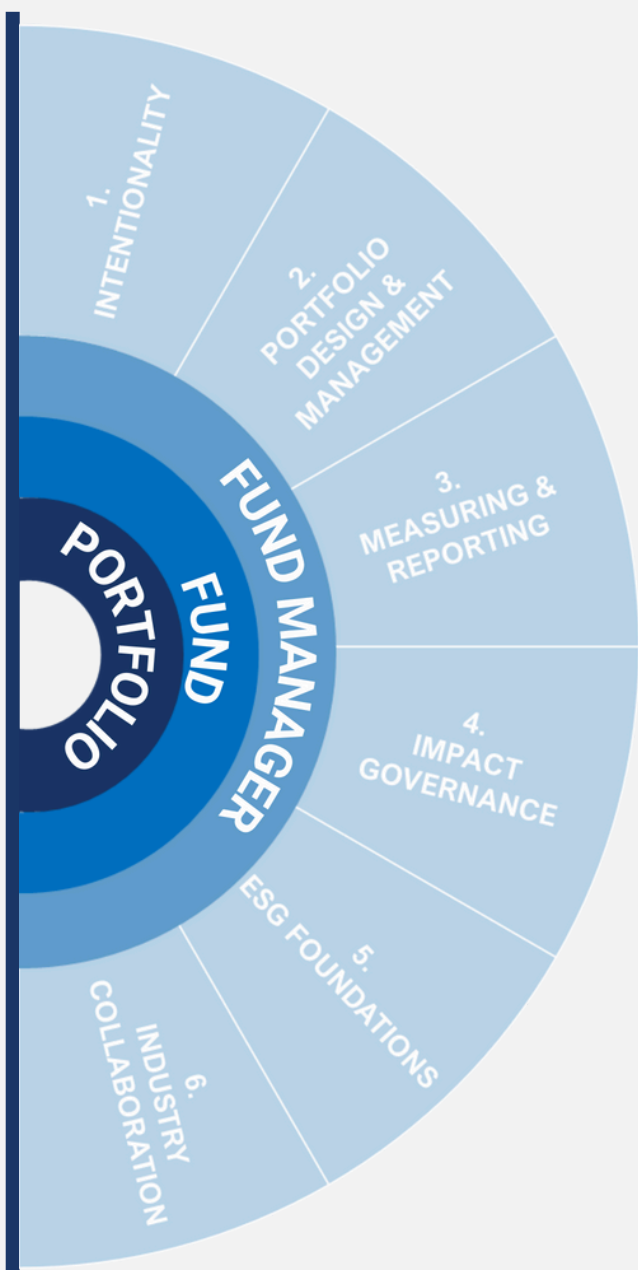 1.
INTENTIONALITY
2.
PORTFOLIO
DESIGN &
MANAGEMENT
3.
MEASURING &
REPORTING
4.
IMPACT
GOVERNANCE
5.
ESG FOUNDATIONS
6.
INDUSTRY
COLLABORATION
FUND MANAGER
FUND
PORTFOLIO